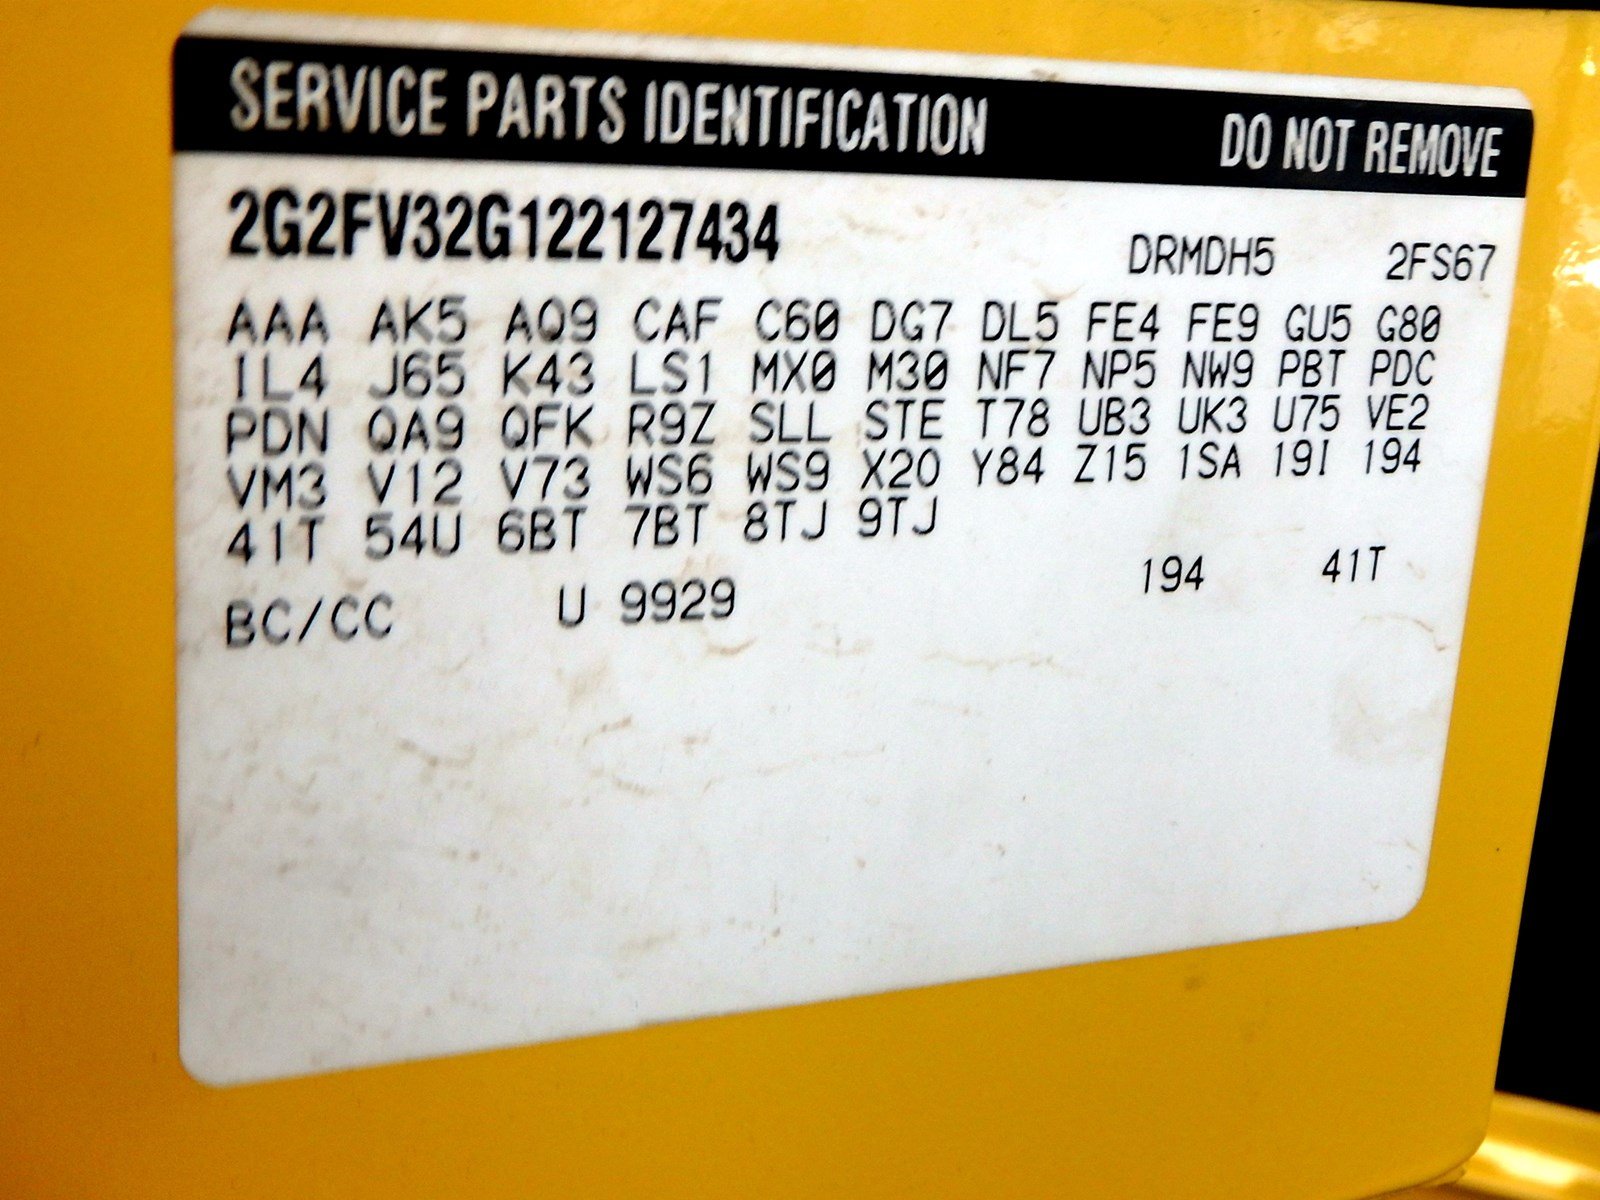 SERVICE PARTS IDENTIFICATION DO NOT REMOVE
2G2FV32G122127434 DRMDH5 2FS67
AAA AK5 AQ9 CAF C60 DG7 DL5 FE4 FE9 GU5 G80
IL4 J65 K43 LS1 MX0 M30 NF7 NP5 NW9 PBT PDC
PDN QA9 QFK R9Z SLL STE T78 UB3 UK3 U75 VE2
VM3 V12 V73 WS6 WS9 X20 Y84 Z15 1SA 19I 194
41T 54U 6BT 7BT 8TJ 9TJ
BC/CC U 9929 194 41T